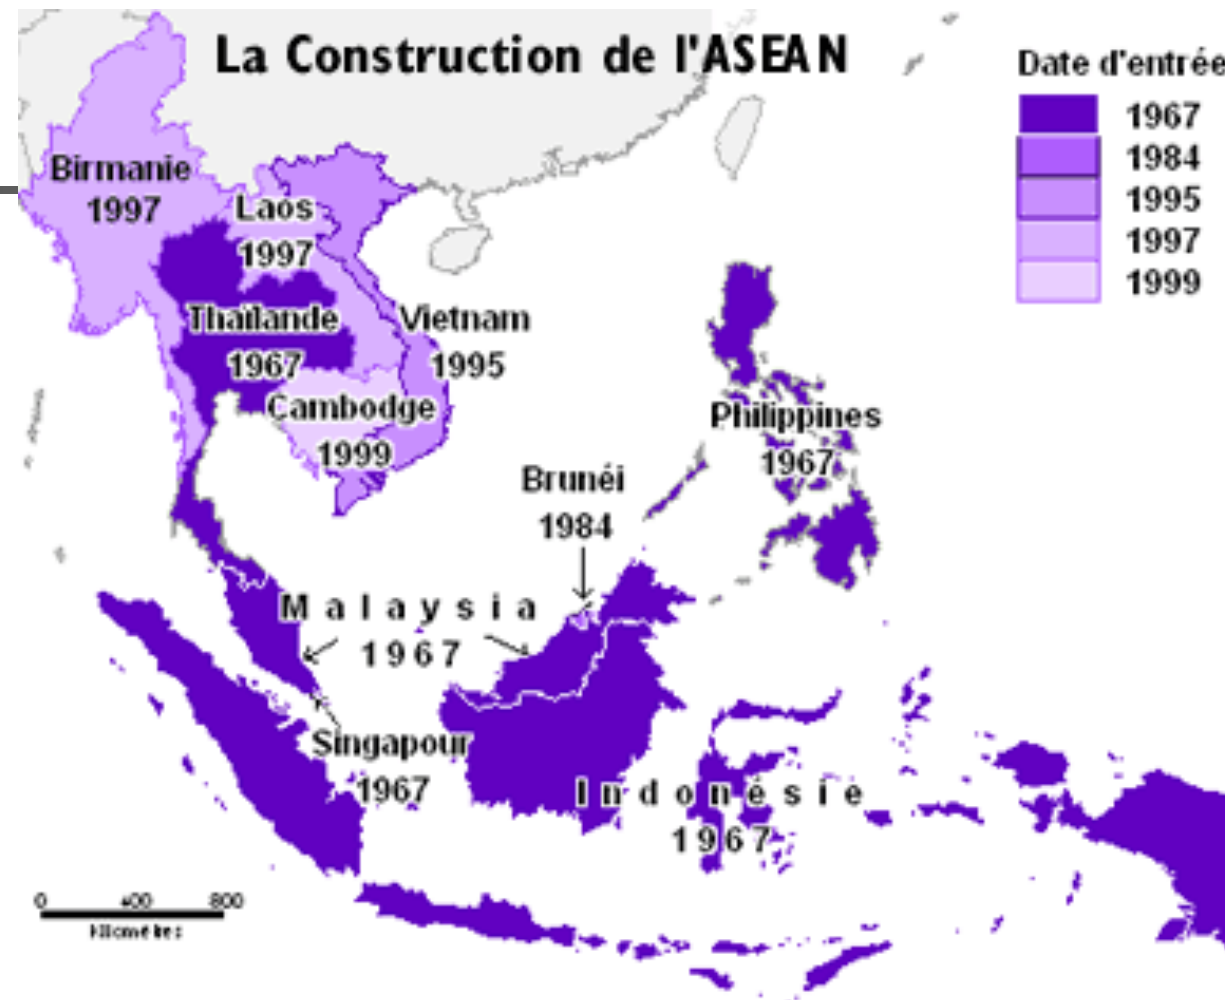 La Construction de l'ASEAN
Date d'entrée
1967
1984
1995
1997
1999
Birmanie
1997
Laos
1997
Thaïlande
1967
Vietnam
1995
Cambodge
1999
Philippines
1967
Brunéi
1984
Malaysia
1967
Singapour
1967
Indonésie
1967
0 400 800
Kilomètres